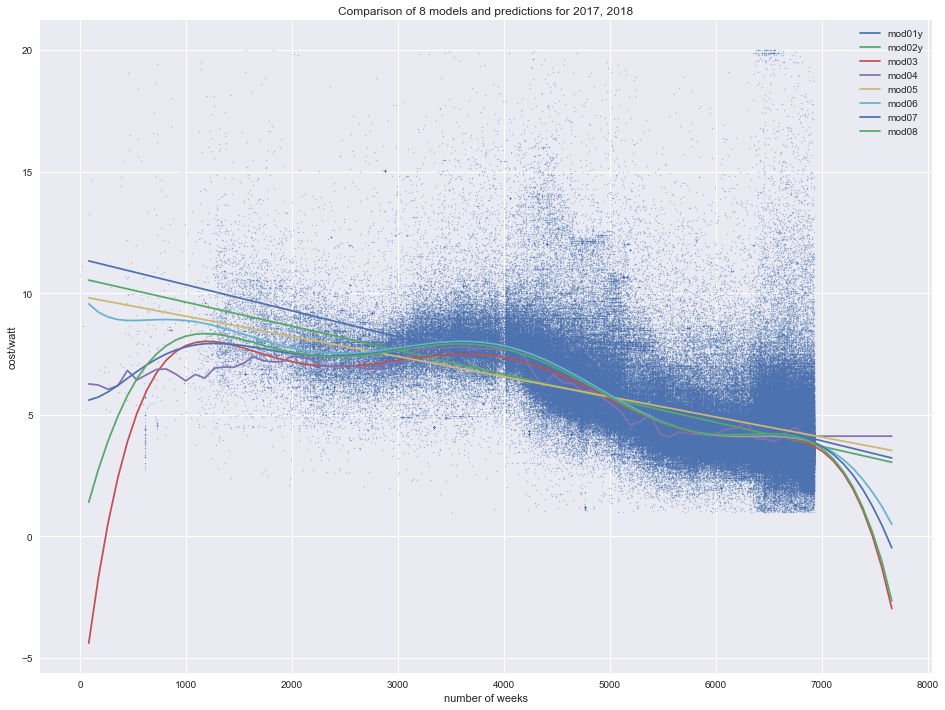 Comparison of 8 models and predictions for 2017, 2018
mod01y
mod02y
mod03
mod04
mod05
mod06
mod07
mod08
cost/watt
20
15
10
5
0
−5
0 1000 2000 3000 4000 5000 6000 7000 8000
number of weeks